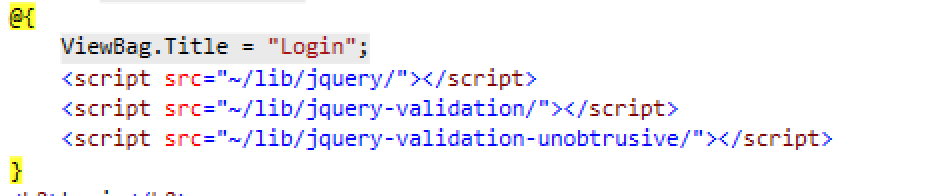 @{
ViewBag.Title = "Login";
<script src="~/lib/jquery/"></script>
<script src="~/lib/jquery-validation/"></script>
<script src="~/lib/jquery-validation-unobtrusive/"></script>
}